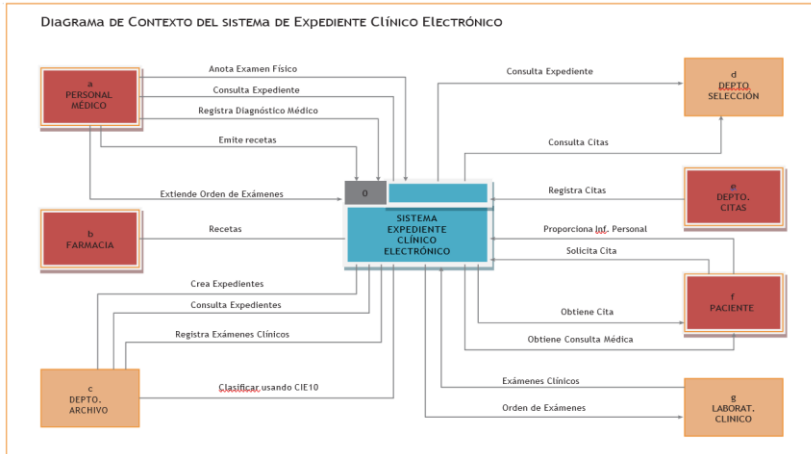 DIAGRAMA DE CONTEXTO DEL SISTEMA DE EXPEDIENTE CLÍNICO ELECTRÓNICO
a
PERSONAL
MÉDICO
Anota Examen Físico
Consulta Expediente
Registra Diagnóstico Médico
Emite recetas
Extiende Orden de Exámenes
b
FARMACIA
Recetas
Crea Expedientes
Consulta Expedientes
Registra Exámenes Clínicos
Clasificar usando CIE10
c
DEPTO.
ARCHIVO
0
SISTEMA
EXPEDIENTE
CLÍNICO
ELECTRÓNICO
Consulta Expediente
Consulta Citas
d
DEPTO.
SELECCIÓN
Registra Citas
e
DEPTO.
CITAS
Proporciona Inf. Personal
Solicita Cita
f
PACIENTE
Obtiene Cita
Obtiene Consulta Médica
Exámenes Clínicos
Orden de Exámenes
g
LABORAT.
CLINICO